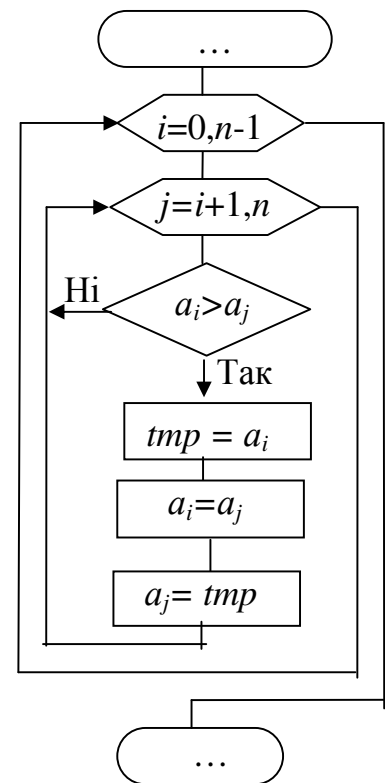 …
i=0,n-1
j=i+1,n
Ні
aᵢ>aⱼ
Так
tmp = aᵢ
aᵢ=aⱼ
aⱼ= tmp
…